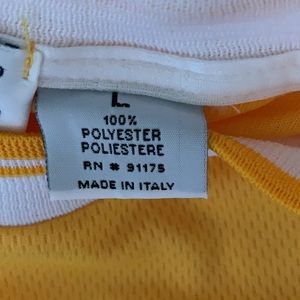 L
100%
POLYESTER
POLIESTERE
RN # 91175
MADE IN ITALY